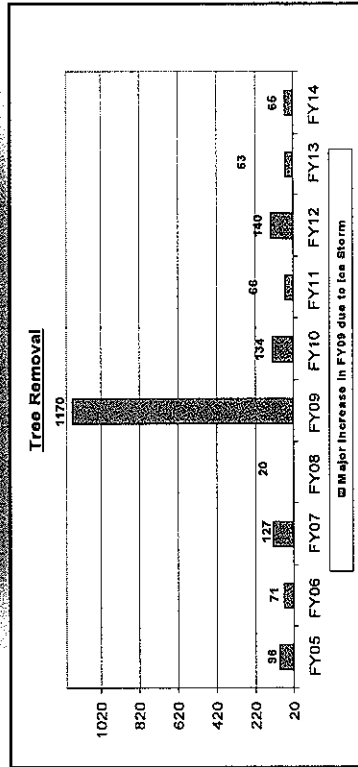 Tree Removal
1020
820
620
420
220
20
96
71
127
20
1170
134
66
140
63
65
FY05
FY06
FY07
FY08
FY09
FY10
FY11
FY12
FY13
FY14
Major Increase in FY09 due to Ice Storm